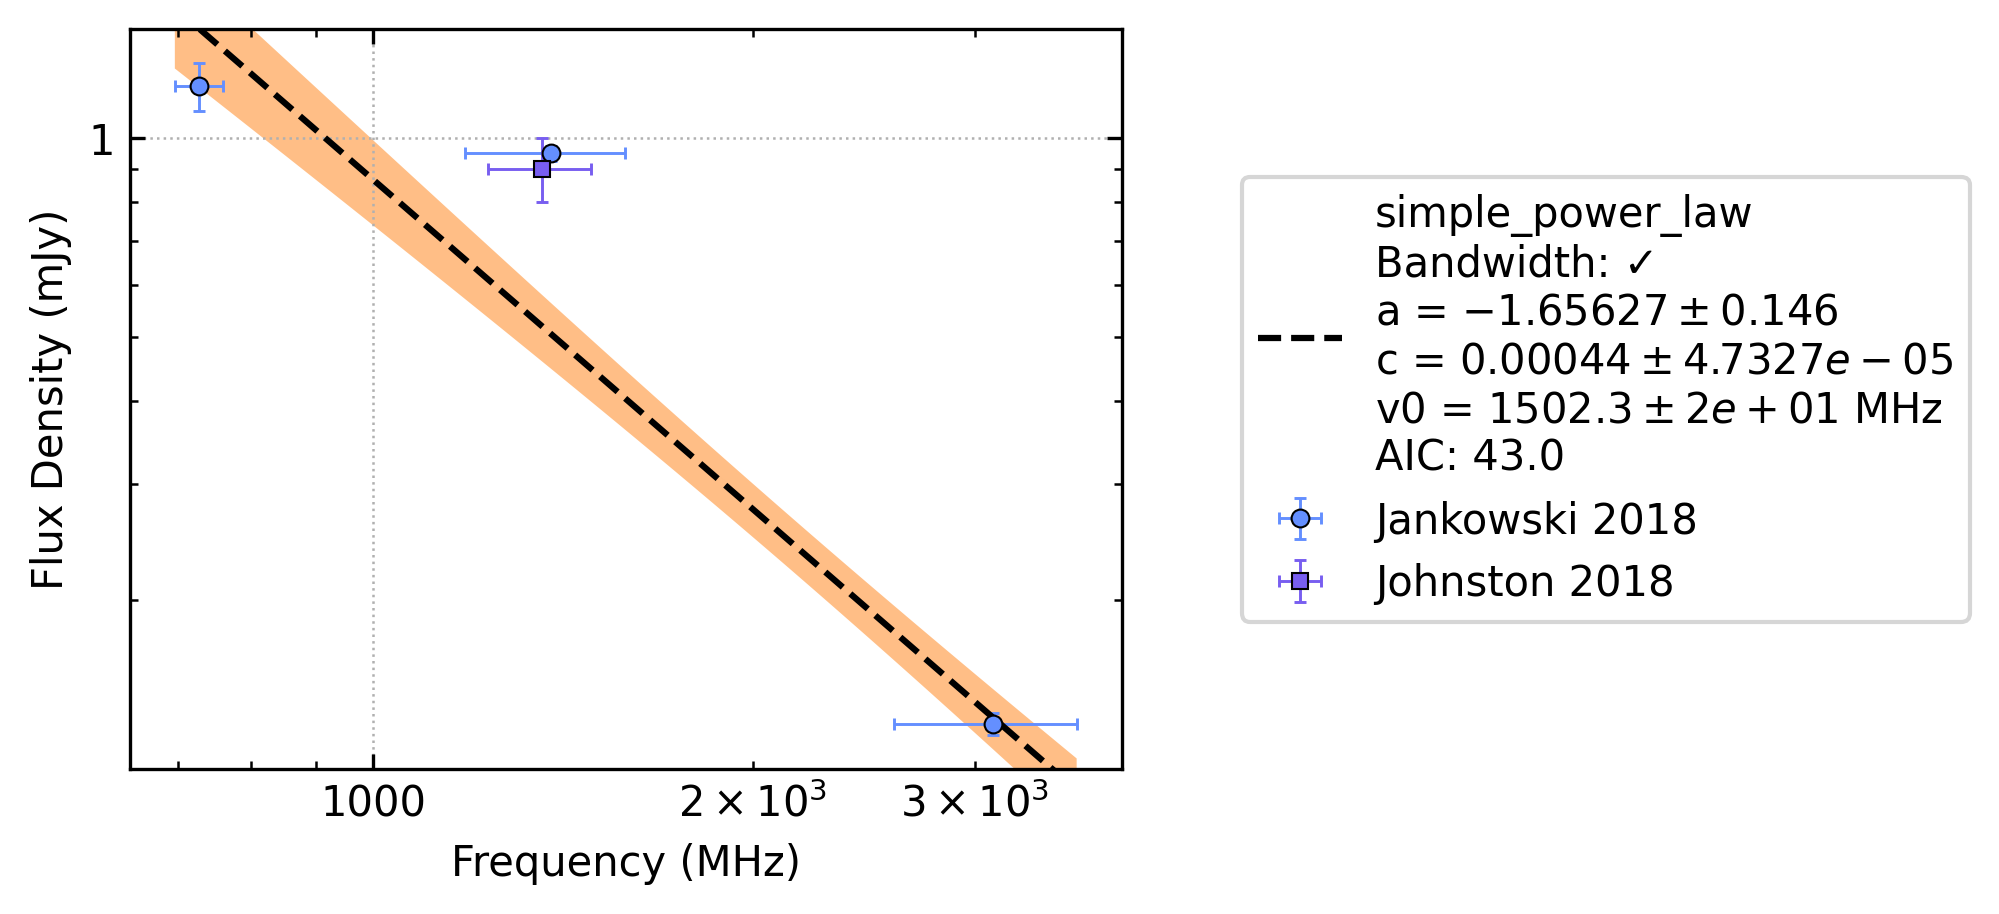 1
Flux Density (mJy)
1000
2 × 10³
3 × 10³
Frequency (MHz)
simple_power_law
Bandwidth: ✓
a = −1.65627 ± 0.146
c = 0.00044 ± 4.7327e − 05
v0 = 1502.3 ± 2e + 01 MHz
AIC: 43.0
Jankowski 2018
Johnston 2018